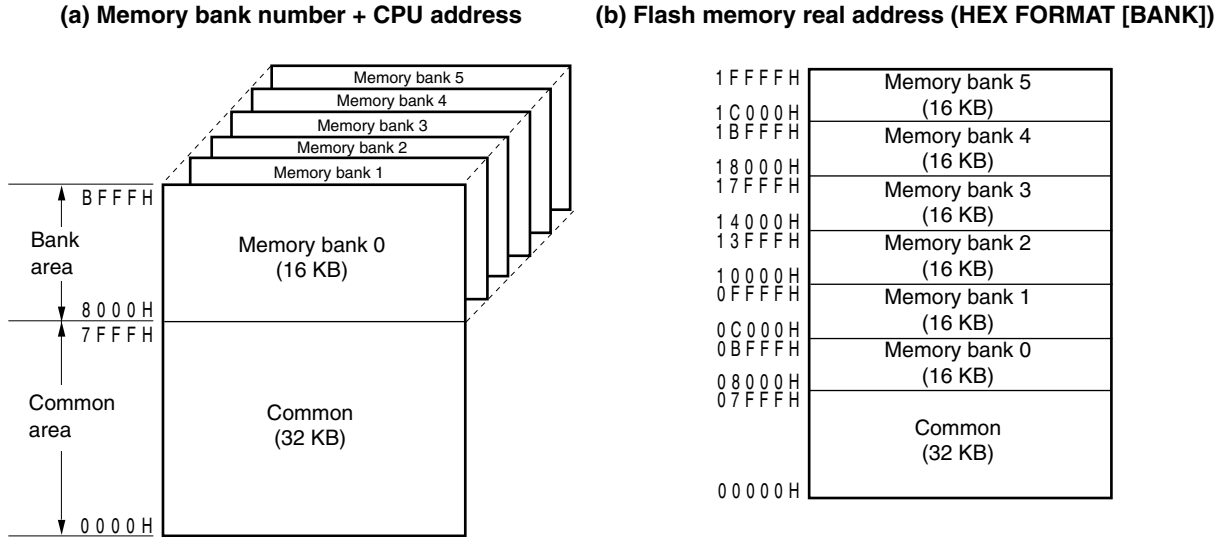 (a) Memory bank number + CPU address
Memory bank 5
Memory bank 4
Memory bank 3
Memory bank 2
Memory bank 1
BFFFH
Bank
area
Memory bank 0
(16 KB)
8000H
7FFFH
Common
area
Common
(32 KB)
0000H
(b) Flash memory real address (HEX FORMAT [BANK])
1FFFFH
Memory bank 5
(16 KB)
1C000H
1BFFFH
Memory bank 4
(16 KB)
18000H
17FFFH
Memory bank 3
(16 KB)
14000H
13FFFH
Memory bank 2
(16 KB)
10000H
0FFFFH
Memory bank 1
(16 KB)
0C000H
0BFFFH
Memory bank 0
(16 KB)
08000H
07FFFH
Common
(32 KB)
00000H